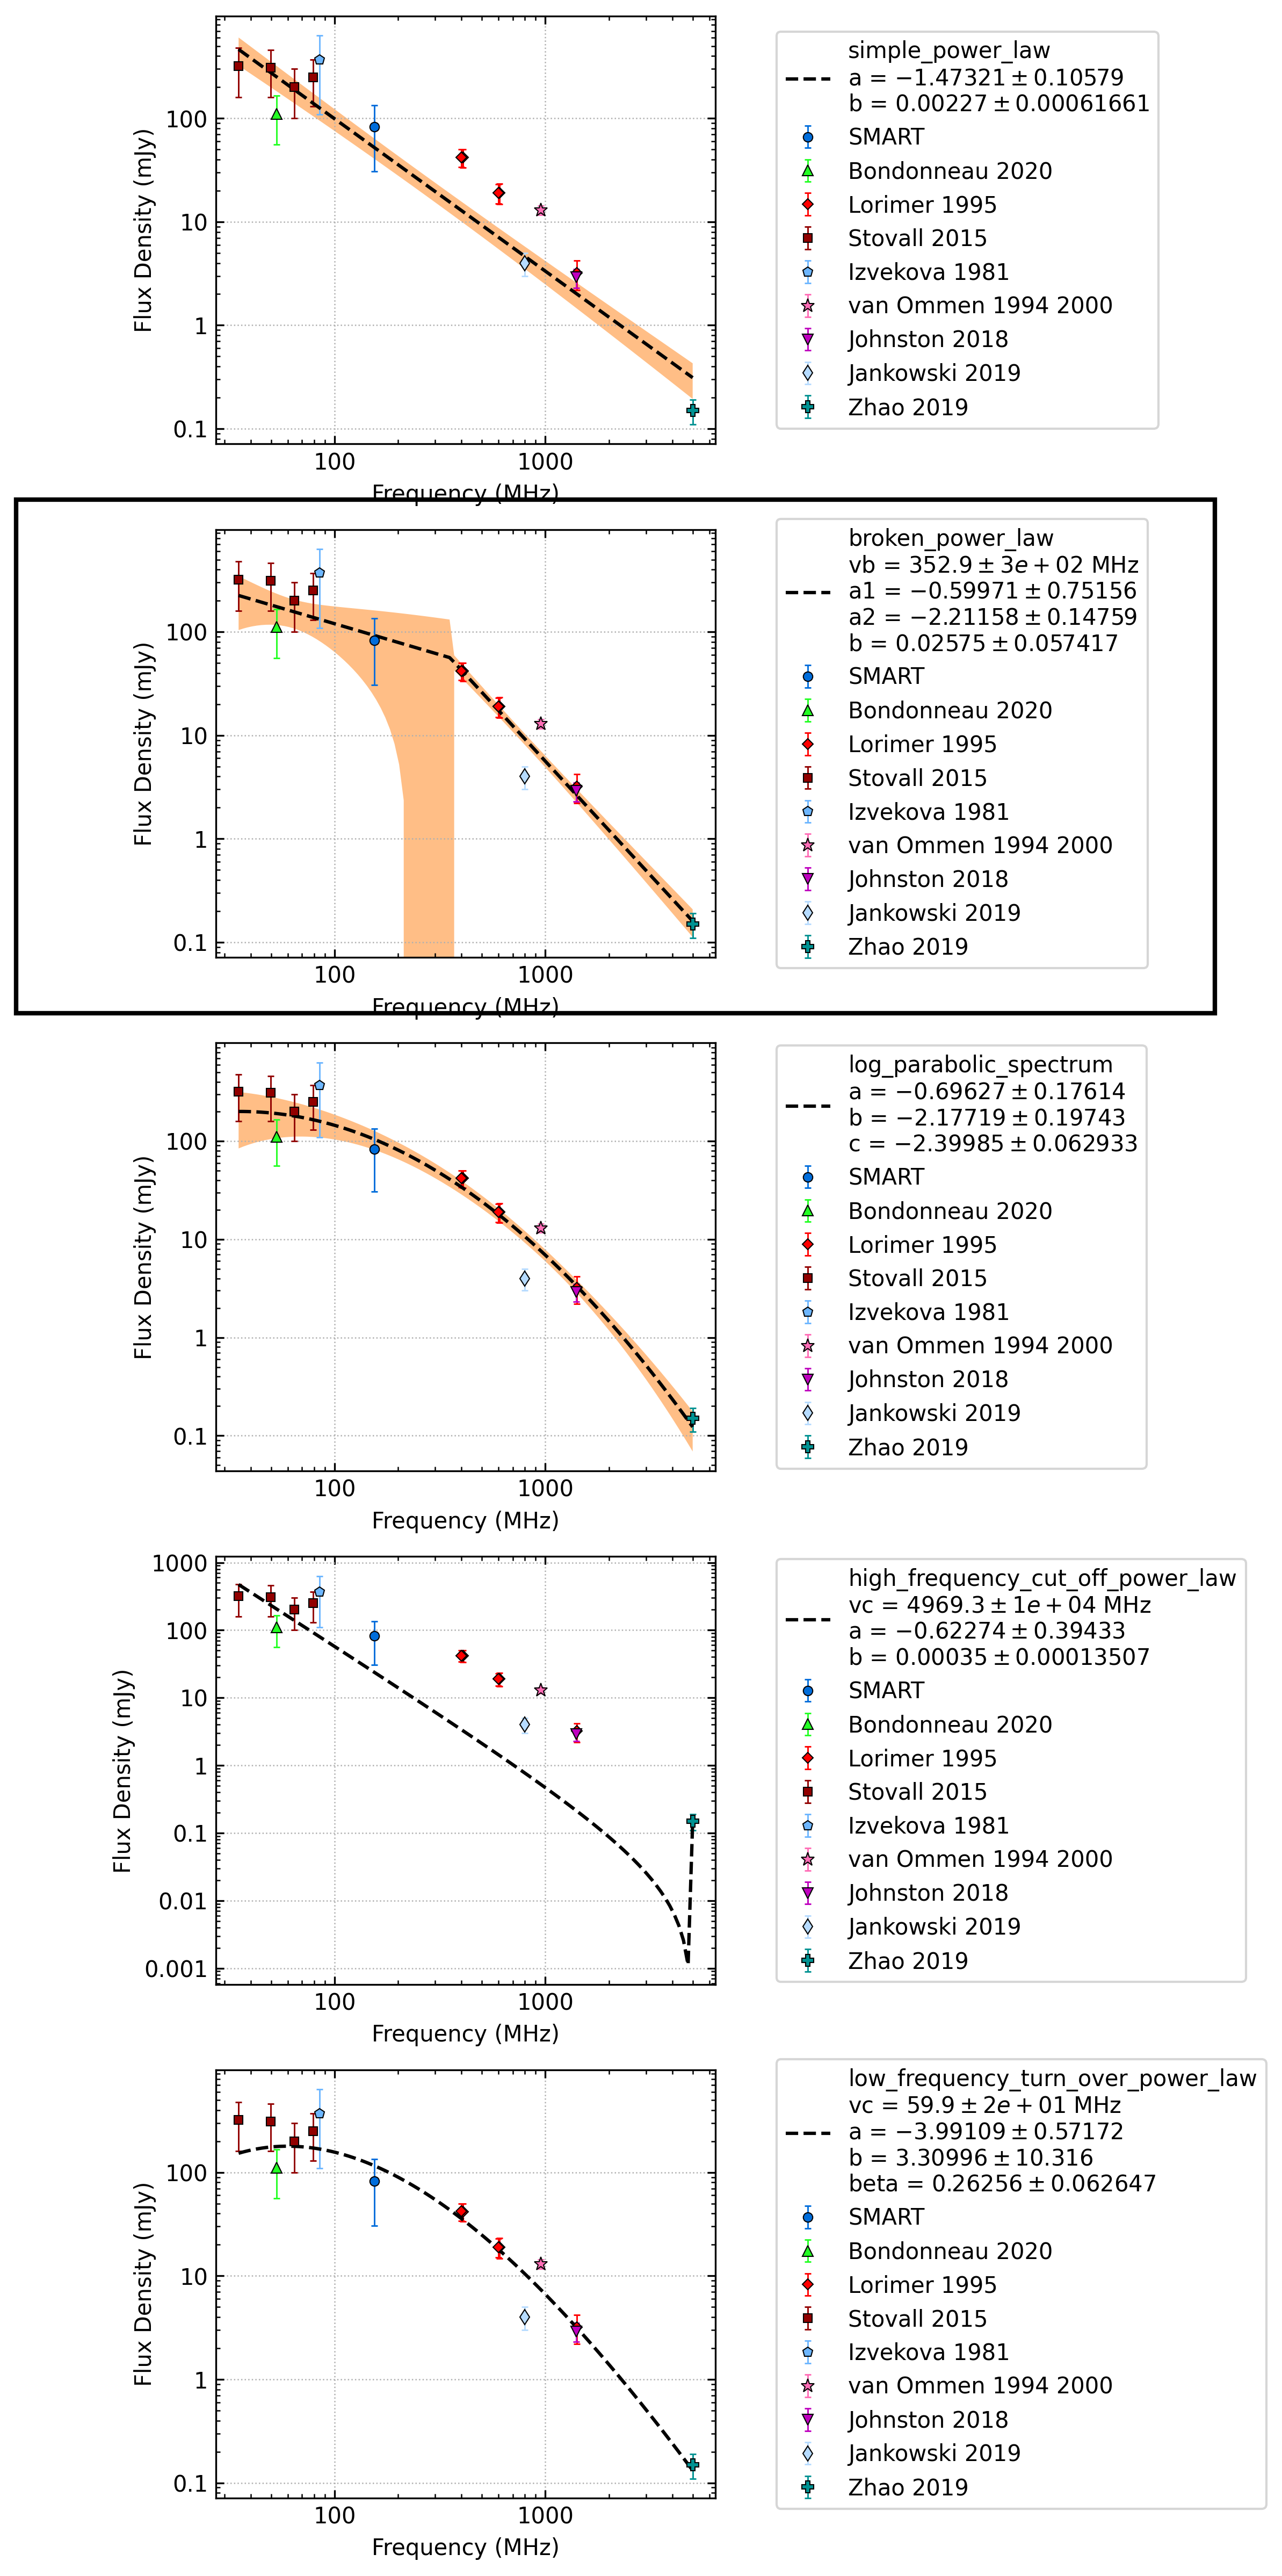 simple_power_law
a = −1.47321 ± 0.10579
b = 0.00227 ± 0.00061661
SMART
Bondonneau 2020
Lorimer 1995
Stovall 2015
Izvekova 1981
van Ommen 1994 2000
Johnston 2018
Jankowski 2019
Zhao 2019
Flux Density (mJy)
100
10
1
0.1
100
1000
Frequency (MHz)
broken_power_law
vb = 352.9 ± 3e + 02 MHz
a1 = −0.59971 ± 0.75156
a2 = −2.21158 ± 0.14759
b = 0.02575 ± 0.057417
SMART
Bondonneau 2020
Lorimer 1995
Stovall 2015
Izvekova 1981
van Ommen 1994 2000
Johnston 2018
Jankowski 2019
Zhao 2019
Flux Density (mJy)
100
10
1
0.1
100
1000
Frequency (MHz)
log_parabolic_spectrum
a = −0.69627 ± 0.17614
b = −2.17719 ± 0.19743
c = −2.39985 ± 0.062933
SMART
Bondonneau 2020
Lorimer 1995
Stovall 2015
Izvekova 1981
van Ommen 1994 2000
Johnston 2018
Jankowski 2019
Zhao 2019
Flux Density (mJy)
100
10
1
0.1
100
1000
Frequency (MHz)
high_frequency_cut_off_power_law
vc = 4969.3 ± 1e + 04 MHz
a = −0.62274 ± 0.39433
b = 0.00035 ± 0.00013507
SMART
Bondonneau 2020
Lorimer 1995
Stovall 2015
Izvekova 1981
van Ommen 1994 2000
Johnston 2018
Jankowski 2019
Zhao 2019
Flux Density (mJy)
1000
100
10
1
0.1
0.01
0.001
100
1000
Frequency (MHz)
low_frequency_turn_over_power_law
vc = 59.9 ± 2e + 01 MHz
a = −3.99109 ± 0.57172
b = 3.30996 ± 10.316
beta = 0.26256 ± 0.062647
SMART
Bondonneau 2020
Lorimer 1995
Stovall 2015
Izvekova 1981
van Ommen 1994 2000
Johnston 2018
Jankowski 2019
Zhao 2019
Flux Density (mJy)
100
10
1
0.1
100
1000
Frequency (MHz)